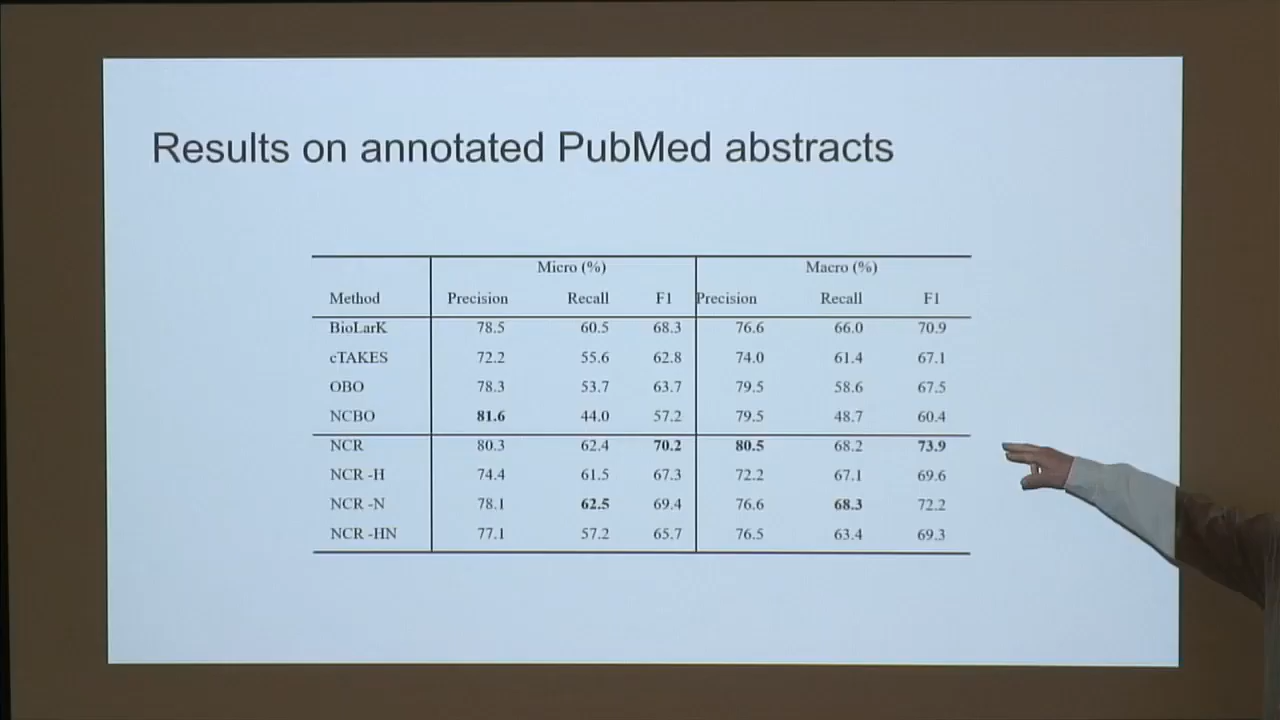 Results on annotated PubMed abstracts
Micro (%) Macro (%)
Method Precision Recall F1 Precision Recall F1
BioLarK 78.5 60.5 68.3 76.6 66.0 70.9
cTAKES 72.2 55.6 62.8 74.0 61.4 67.1
OBO 78.3 53.7 63.7 79.5 58.6 67.5
NCBO 81.6 44.0 57.2 79.5 48.7 60.4
NCR 80.3 62.4 70.2 80.5 68.2 73.9
NCR -H 74.4 61.5 67.3 72.2 67.1 69.6
NCR -N 78.1 62.5 69.4 76.6 68.3 72.2
NCR -HN 77.1 57.2 65.7 76.5 63.4 69.3